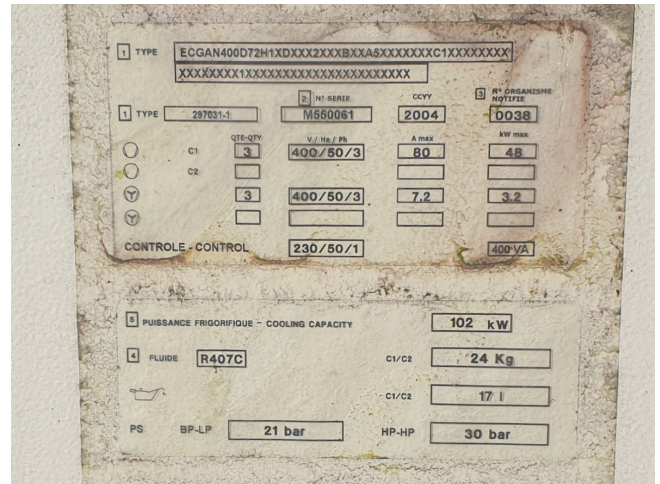 1 TYPE ECGAN400D72H1XDXXX2XXXBXXA5XXXXXXXC1XXXXXXXX
XXXXXXXX1XXXXXXXXXXXXXXXXXXXXXX
2 N° SERIE CCYY 3 N° ORGANISME NOTIFIE
1 TYPE 297031-1 M550061 2004 0038
QTE-QTY V / Hz / Ph A max kW max
C1 3 400/50/3 80 48
C2
3 400/50/3 7.2 3.2
CONTROLE - CONTROL 230/50/1 400 VA
5 PUISSANCE FRIGORIFIQUE - COOLING CAPACITY 102 kW
4 FLUIDE R407C C1/C2 24 Kg
C1/C2 17 l
PS BP-LP 21 bar HP-HP 30 bar